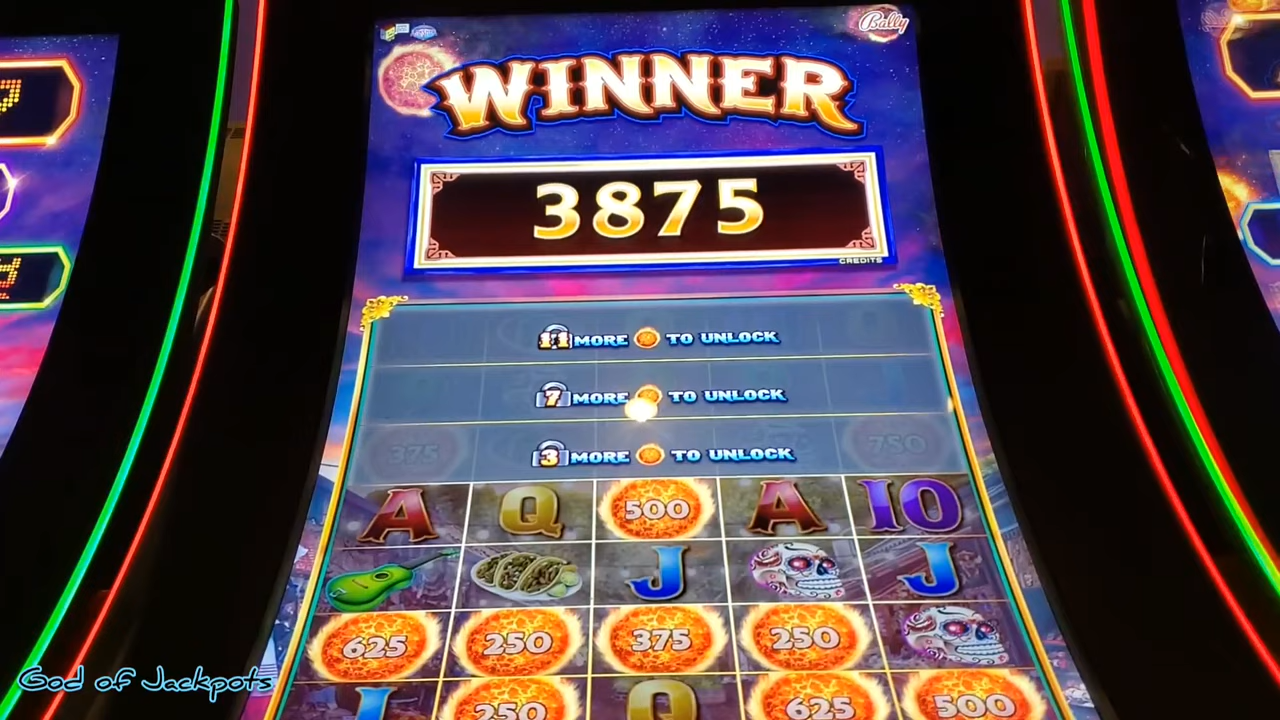 Bally
WINNER
3875
CREDITS
11 MORE TO UNLOCK
7 MORE TO UNLOCK
3 MORE TO UNLOCK
375 750
A Q 500 A 10
J J
625 250 375 250
J 250 Q 625 500
God of Jackpots